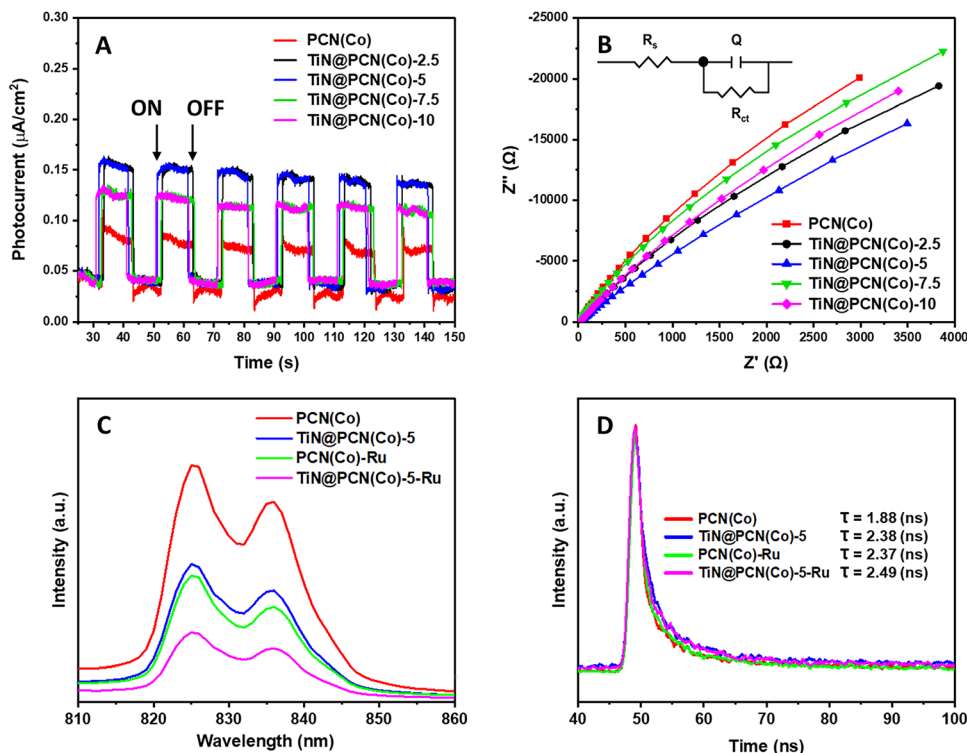 A
PCN(Co)
TiN@PCN(Co)-2.5
TiN@PCN(Co)-5
TiN@PCN(Co)-7.5
TiN@PCN(Co)-10
ON OFF
Photocurrent (μA/cm²)
0.30
0.25
0.20
0.15
0.10
0.05
0.00
30 40 50 60 70 80 90 100 110 120 130 140 150
Time (s)
B
Rs
Q
Rct
Z'' (Ω)
-25000
-20000
-15000
-10000
-5000
0
PCN(Co)
TiN@PCN(Co)-2.5
TiN@PCN(Co)-5
TiN@PCN(Co)-7.5
TiN@PCN(Co)-10
0 500 1000 1500 2000 2500 3000 3500 4000
Z' (Ω)
C
PCN(Co)
TiN@PCN(Co)-5
PCN(Co)-Ru
TiN@PCN(Co)-5-Ru
Intensity (a.u.)
810 820 830 840 850 860
Wavelength (nm)
D
PCN(Co) τ = 1.88 (ns)
TiN@PCN(Co)-5 τ = 2.38 (ns)
PCN(Co)-Ru τ = 2.37 (ns)
TiN@PCN(Co)-5-Ru τ = 2.49 (ns)
Intensity (a.u.)
40 50 60 70 80 90 100
Time (ns)